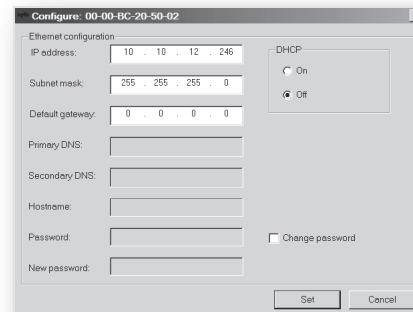 Configure: 00-00-BC-20-50-02
Ethernet configuration
IP address: 10 . 10 . 12 . 246
DHCP
On
Off
Subnet mask: 255 . 255 . 255 . 0
Default gateway: 0 . 0 . 0 . 0
Primary DNS:
Secondary DNS:
Hostname:
Password:
Change password
New password:
Set
Cancel